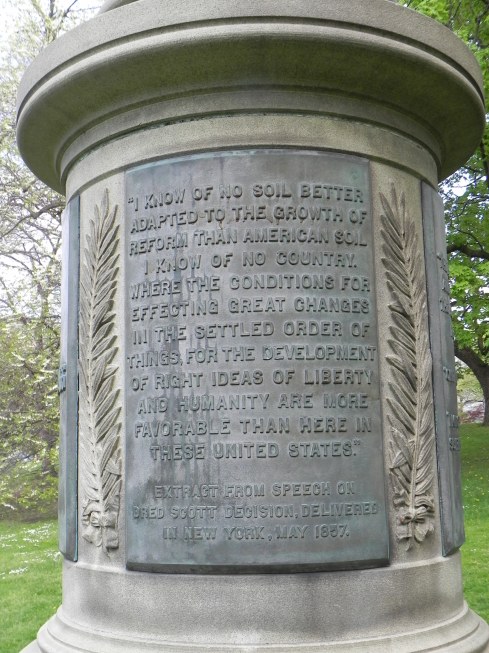 "I KNOW OF NO SOIL BETTER
ADAPTED TO THE GROWTH OF
REFORM THAN AMERICAN SOIL
I KNOW OF NO COUNTRY.
WHERE THE CONDITIONS FOR
EFFECTING GREAT CHANGES
IN THE SETTLED ORDER OF
THINGS, FOR THE DEVELOPMENT
OF RIGHT IDEAS OF LIBERTY
AND HUMANITY ARE MORE
FAVORABLE THAN HERE IN
THESE UNITED STATES."
EXTRACT FROM SPEECH ON
DRED SCOTT DECISION, DELIVERED
IN NEW YORK, MAY 1857.